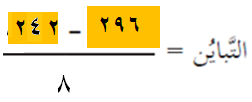 التَّبايُن = ٢٤٢ – ٢٩٦
٨